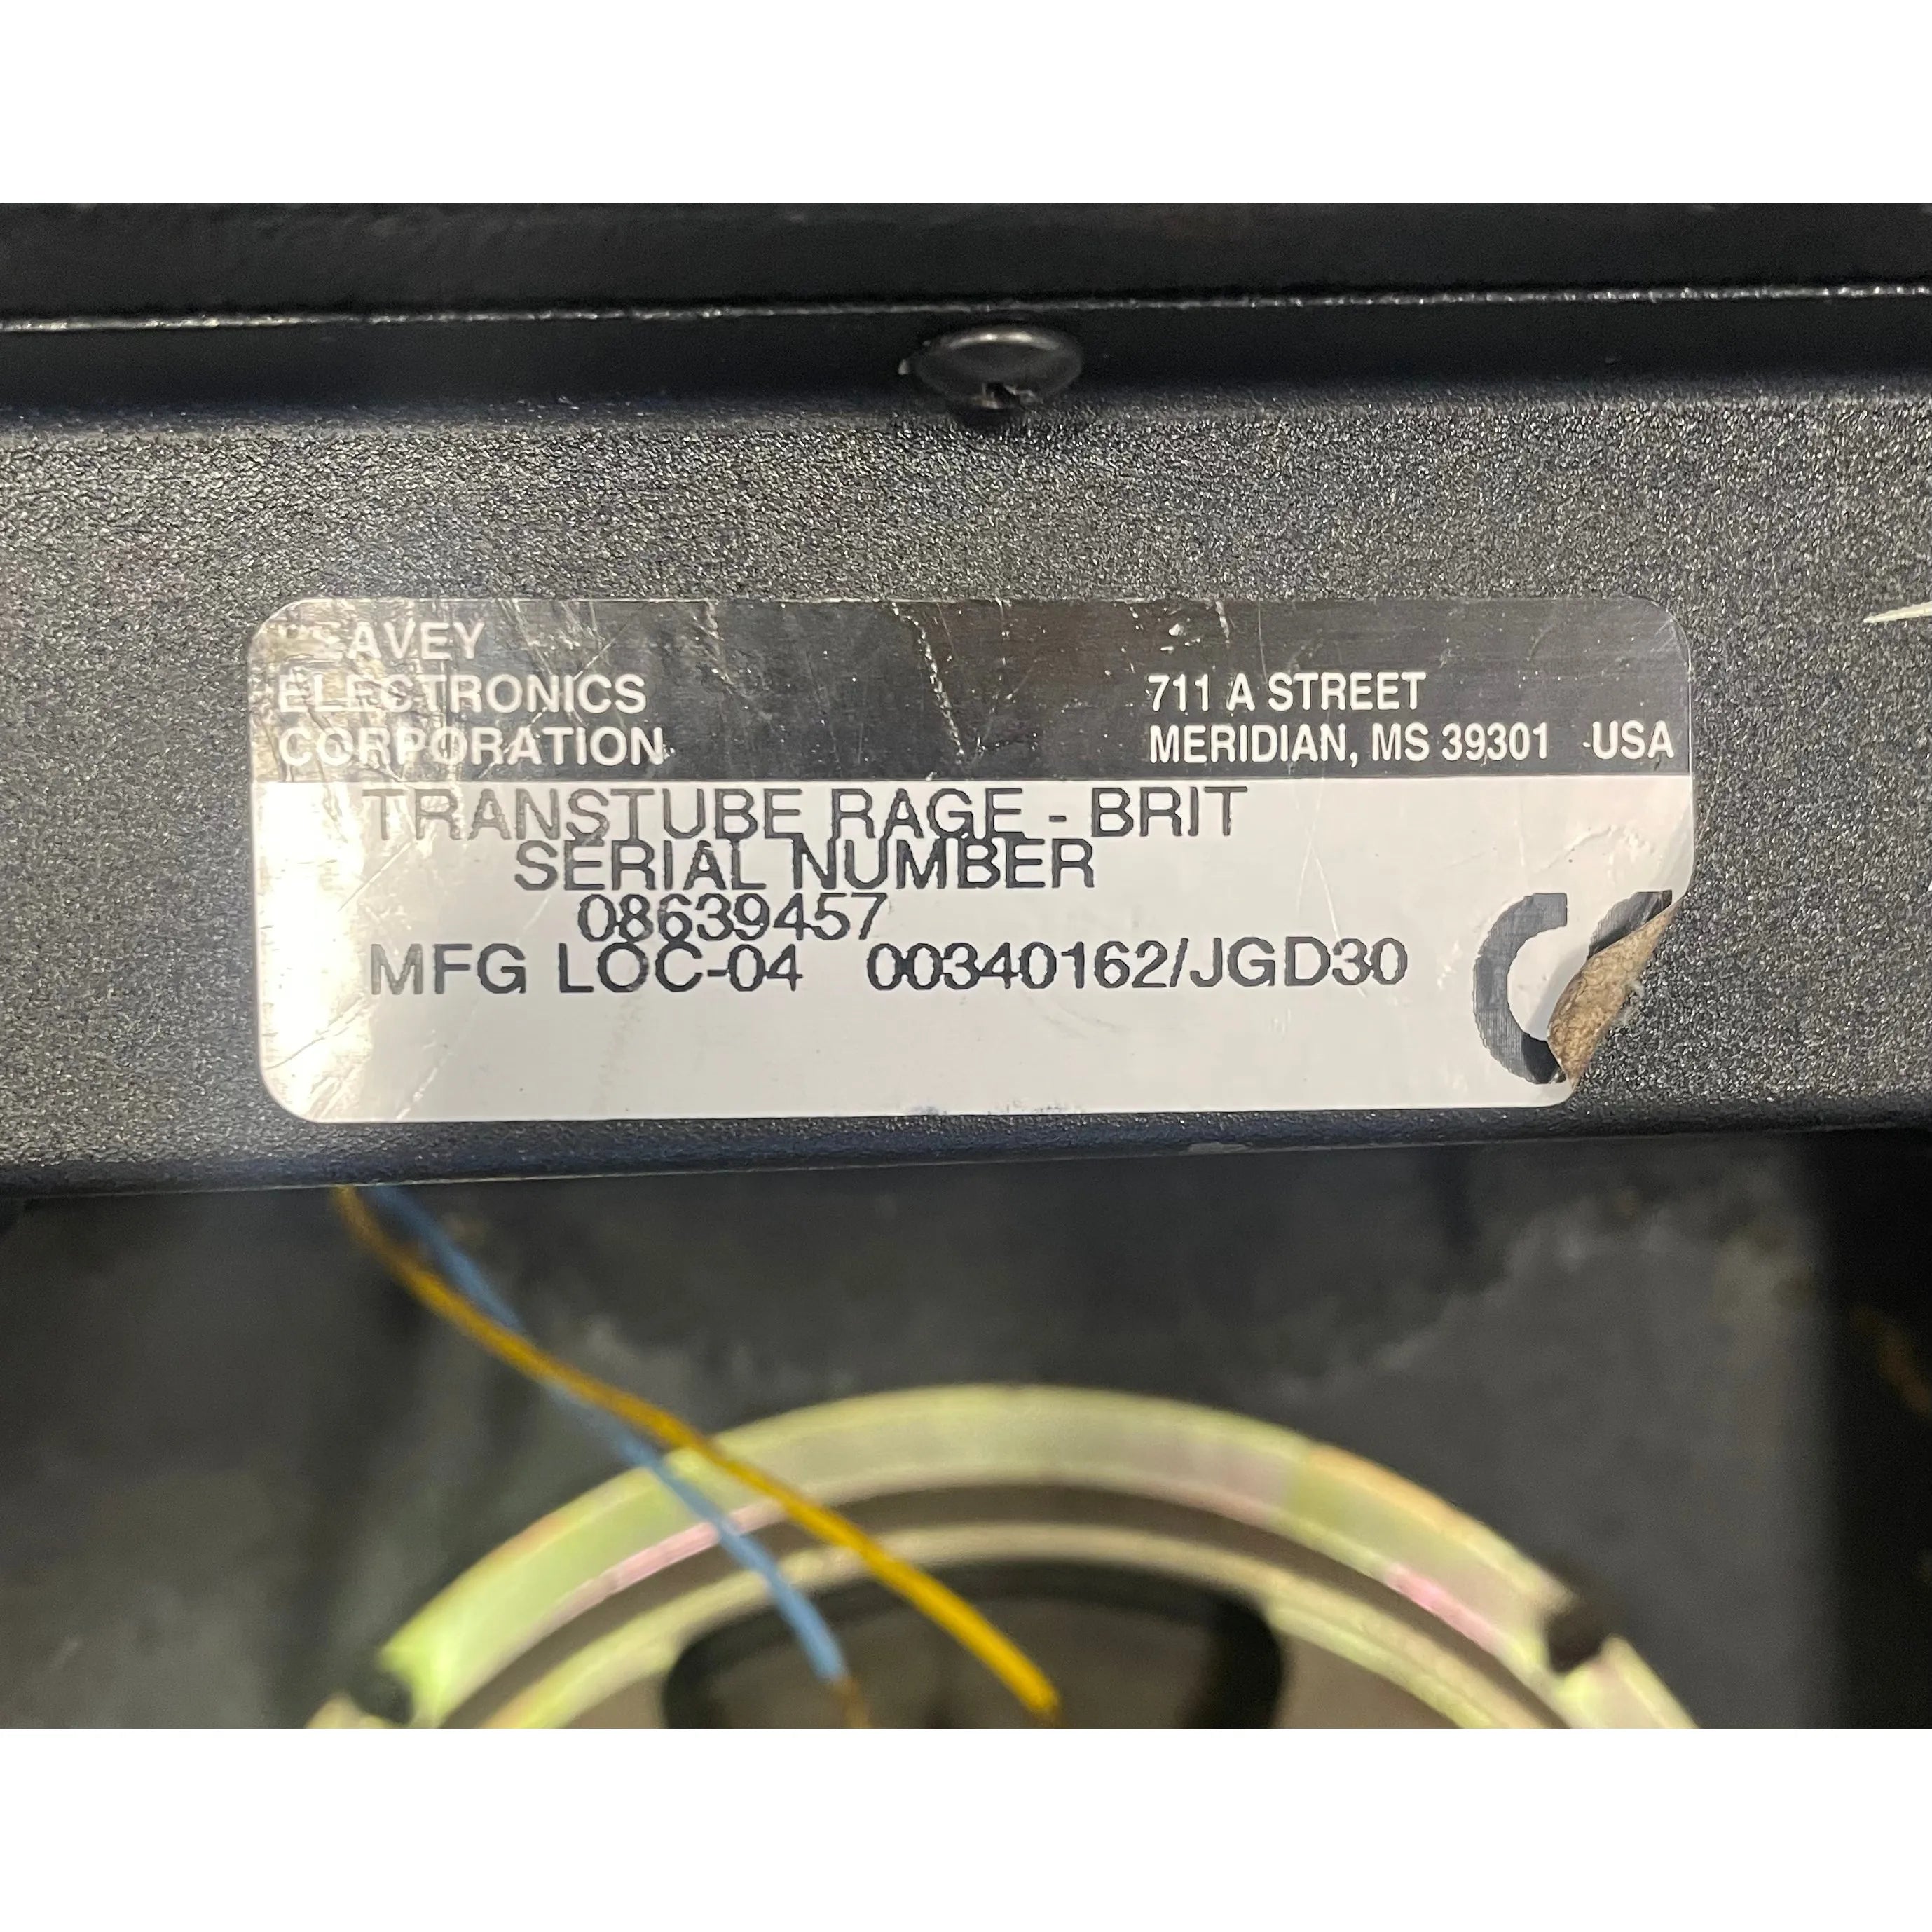 PEAVEY
ELECTRONICS
CORPORATION
711 A STREET
MERIDIAN, MS 39301 USA
TRANSTUBE RAGE - BRIT
SERIAL NUMBER
08639457
MFG LOC-04 00340162/JGD30